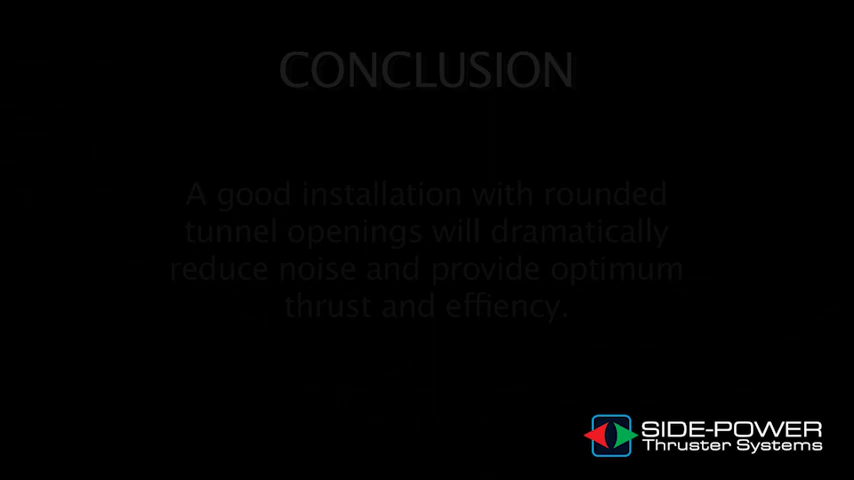 CONCLUSION
A good installation with rounded
tunnel openings will dramatically
reduce noise and provide optimum
thrust and effiency.
SIDE-POWER
Thruster Systems